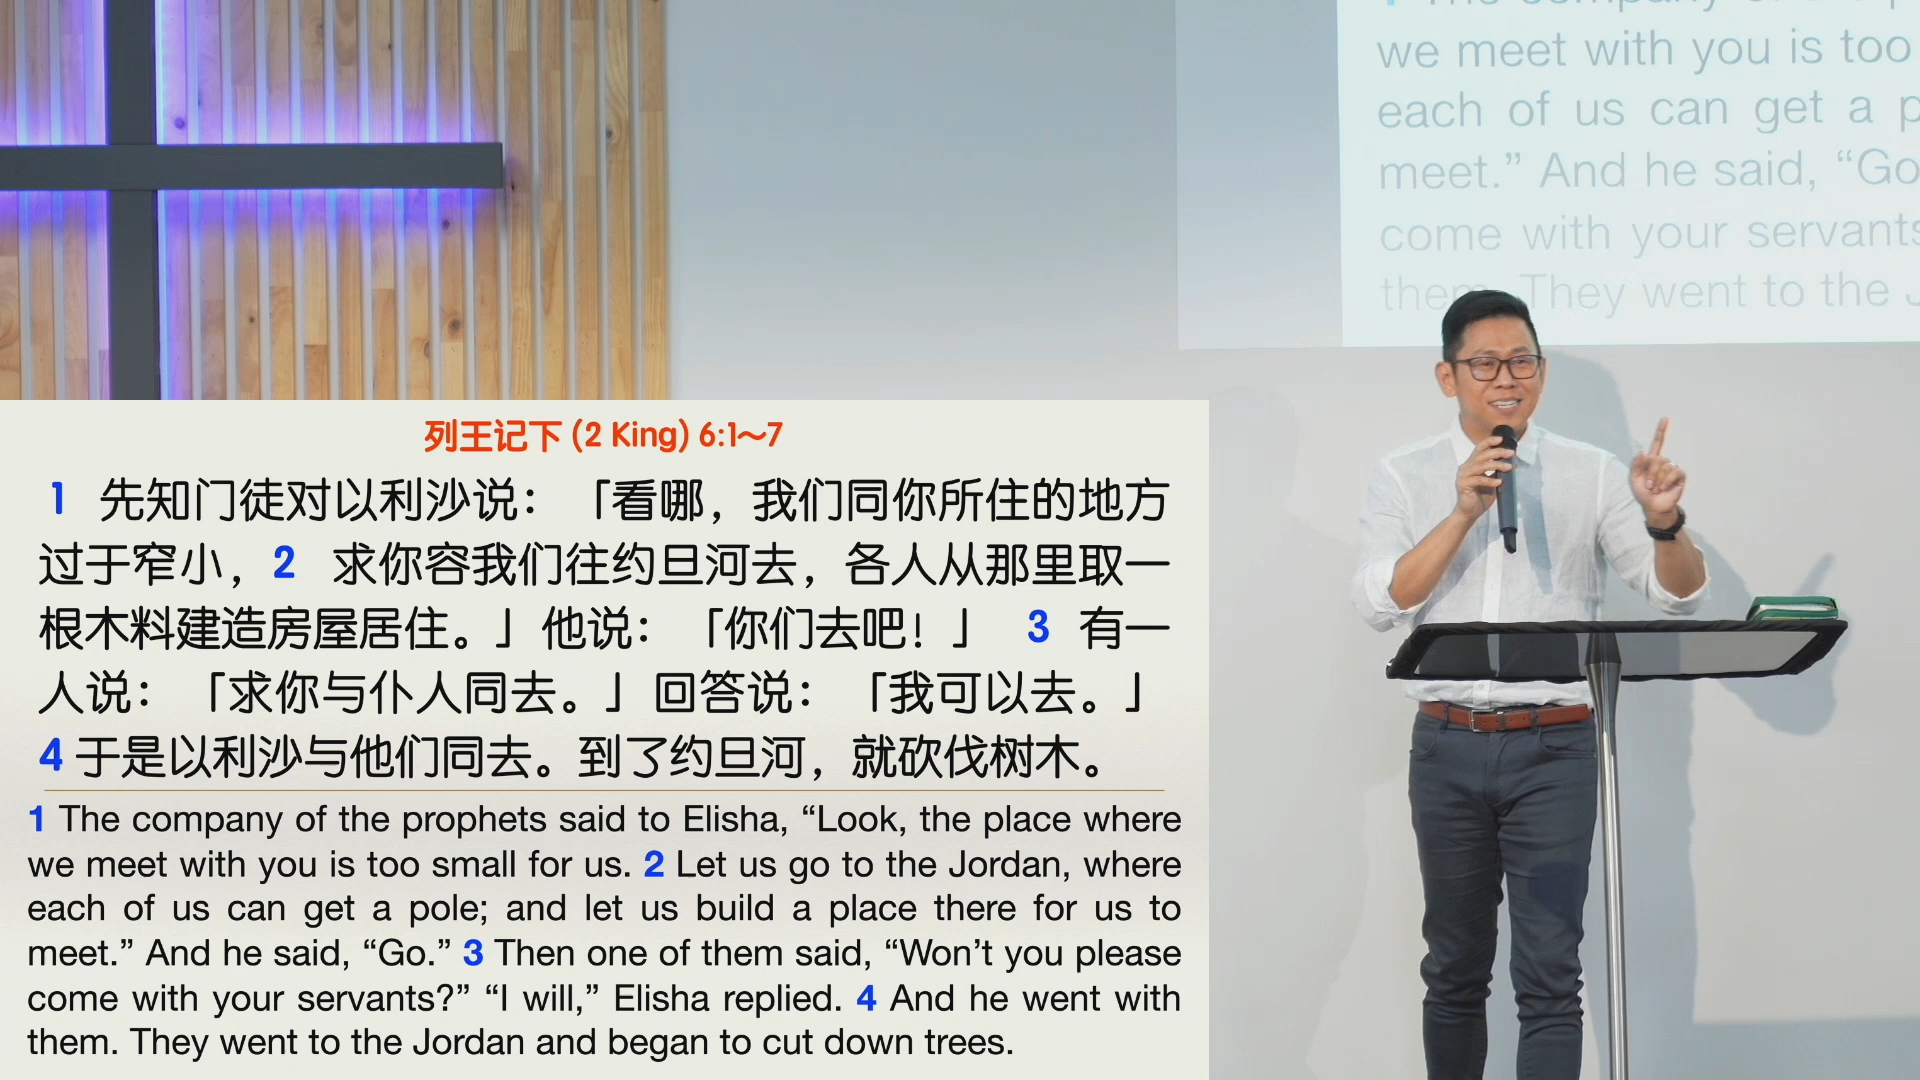 we meet with you is too
each of us can get a
meet.” And he said, “Go
come with your servants
They went to the
列王记下 (2 King) 6:1～7
1 先知门徒对以利沙说：「看哪，我们同你所住的地方
过于窄小，2 求你容我们往约旦河去，各人从那里取一
根木料建造房屋居住。」他说：「你们去吧！」 3 有一
人说：「求你与仆人同去。」回答说：「我可以去。」
4 于是以利沙与他们同去。到了约旦河，就砍伐树木。
1 The company of the prophets said to Elisha, “Look, the place where
we meet with you is too small for us. 2 Let us go to the Jordan, where
each of us can get a pole; and let us build a place there for us to
meet.” And he said, “Go.” 3 Then one of them said, “Won’t you please
come with your servants?” “I will,” Elisha replied. 4 And he went with
them. They went to the Jordan and began to cut down trees.